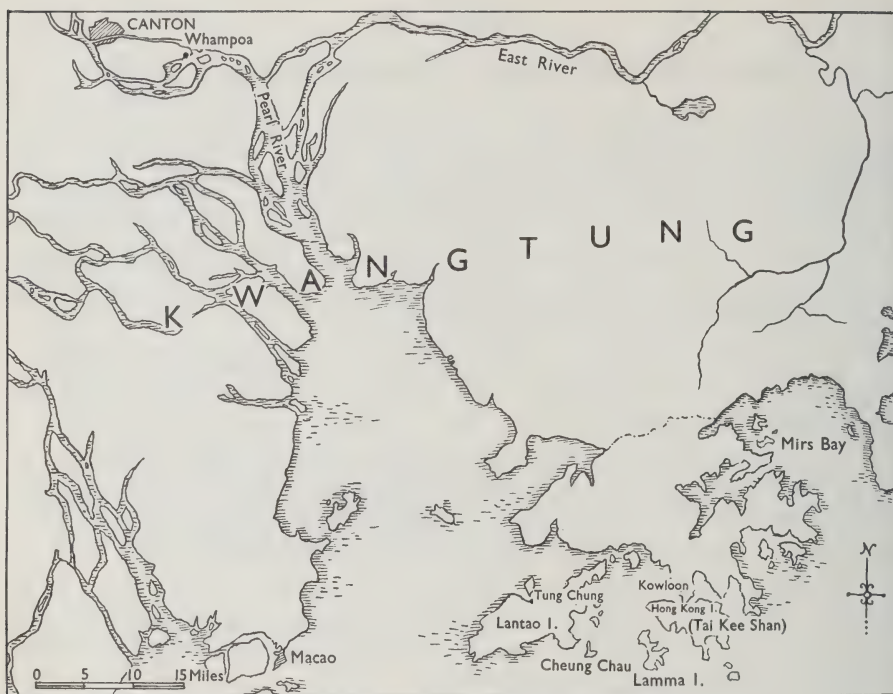 CANTON
Whampoa
East River
Pearl River
KWANGTUNG
Mirs Bay
N
Tung Chung
Kowloon
Hong Kong I.
Lantao I.
(Tai Kee Shan)
Cheung Chau
Macao
Lamma I.
0 5 10 15 Miles